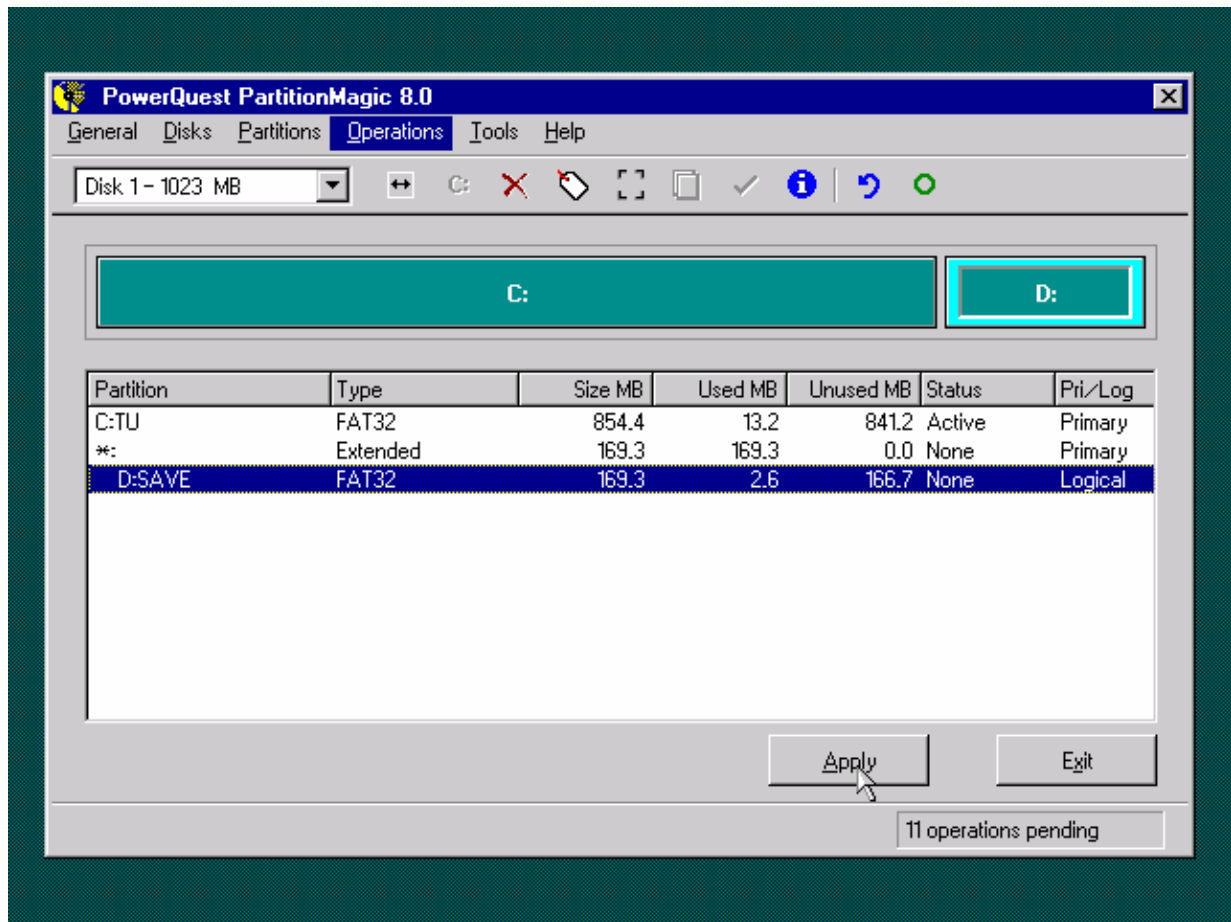 PowerQuest PartitionMagic 8.0
General Disks Partitions Operations Tools Help
Disk 1 – 1023 MB C:
C: D:
Partition Type Size MB Used MB Unused MB Status Pri/Log
C:TU FAT32 854.4 13.2 841.2 Active Primary
*: Extended 169.3 169.3 0.0 None Primary
D:SAVE FAT32 169.3 2.6 166.7 None Logical
Apply Exit
11 operations pending